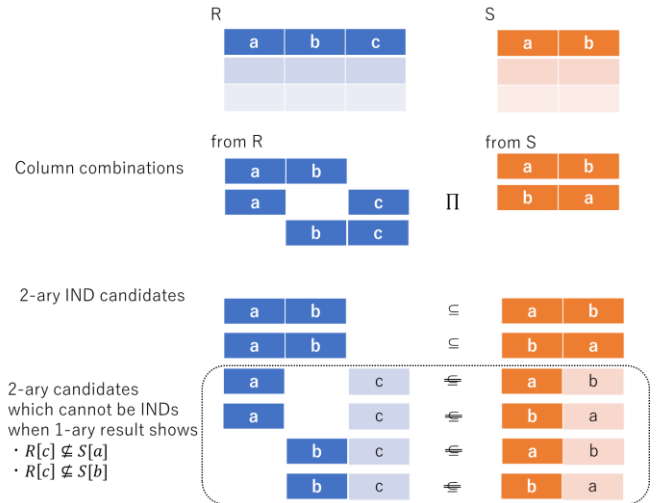 R S
a b c a b
from R from S
Column combinations
a b a b
a c ∏ b a
b c
2-ary IND candidates
a b ⊆ a b
a b ⊆ b a
2-ary candidates
which cannot be INDs
when 1-ary result shows
・R[c] ⊈ S[a]
・R[c] ⊈ S[b]
a c ⊈ a b
a c ⊈ b a
b c ⊈ a b
b c ⊈ b a